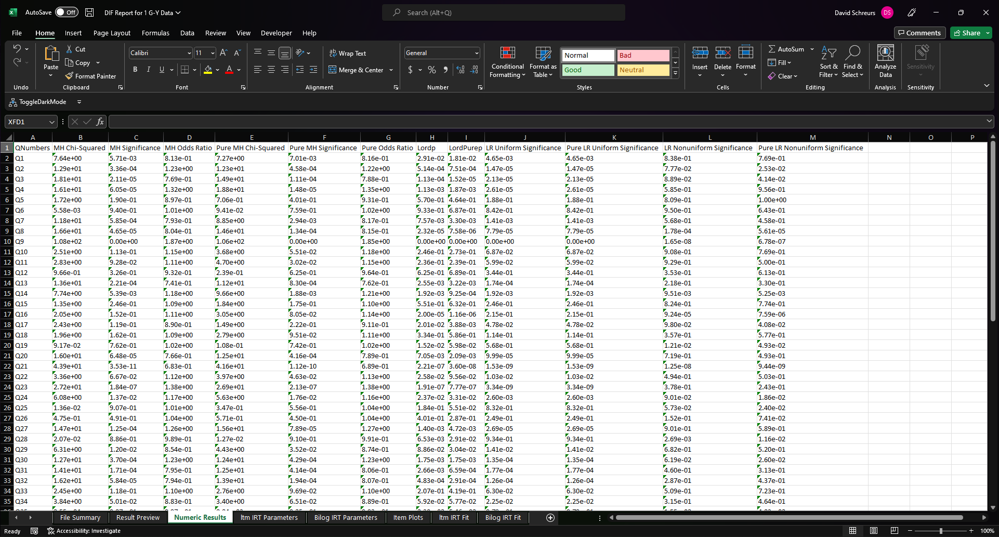 AutoSave Off DIF Report for 1 G-Y Data Search (Alt+Q) David Schreurs DS
File Home Insert Page Layout Formulas Data Review View Developer Help Comments Share
Paste Cut Copy Format Painter
Calibri 11 B I U A
Wrap Text Merge & Center
General $ %
Conditional Formatting Format as Table
Normal Bad Good Neutral
Insert Delete Format
AutoSum Fill Clear
Sort & Filter Find & Select
Analyze Data Sensitivity
Undo Clipboard Font Alignment Number Styles Cells Editing Analysis Sensitivity
ToggleDarkMode
XFD1 fx
A B C D E F G H I J K L M N O P
1 QNumbers MH Chi-Squared MH Significance MH Odds Ratio Pure MH Chi-Squared Pure MH Significance Pure Odds Ratio Lordp LordPurep LR Uniform Significance Pure LR Uniform Significance LR Nonuniform Significance Pure LR Nonuniform Significance
2 Q1 7.64e+00 5.71e-03 8.13e-01 7.27e+00 7.01e-03 8.16e-01 2.91e-02 1.81e-02 4.65e-03 4.65e-03 8.38e-01 7.69e-01
3 Q2 1.29e+01 3.36e-04 1.23e+00 1.23e+01 4.58e-04 1.22e+00 5.14e-04 7.51e-04 1.47e-05 1.47e-05 7.77e-02 2.53e-02
4 Q3 1.81e+01 2.11e-05 7.69e-01 1.49e+01 1.11e-04 7.88e-01 1.13e-04 1.52e-05 2.13e-05 2.13e-05 8.89e-02 4.14e-02
5 Q4 1.61e+01 6.05e-05 1.32e+00 1.88e+01 1.48e-05 1.35e+00 1.13e-03 1.87e-03 2.61e-05 2.61e-05 5.85e-01 9.56e-01
6 Q5 1.72e+00 1.90e-01 8.97e-01 7.06e-01 4.01e-01 9.31e-01 5.70e-01 4.64e-01 1.88e-01 1.88e-01 8.09e-01 1.00e+00
7 Q6 5.58e-03 9.40e-01 1.01e+00 9.41e-02 7.59e-01 1.02e+00 9.33e-01 6.87e-01 8.42e-01 8.42e-01 9.50e-01 6.43e-01
8 Q7 1.18e+01 5.85e-04 7.93e-01 8.85e+00 2.94e-03 8.17e-01 7.57e-03 3.30e-03 1.41e-03 1.41e-03 5.68e-01 4.58e-01
9 Q8 1.66e+01 4.65e-05 8.04e-01 1.46e+01 1.34e-04 8.15e-01 2.32e-05 7.58e-06 7.79e-05 7.79e-05 1.78e-04 5.61e-05
10 Q9 1.08e+02 0.00e+00 1.87e+00 1.06e+02 0.00e+00 1.85e+00 0.00e+00 0.00e+00 0.00e+00 0.00e+00 1.65e-08 6.78e-07
11 Q10 2.51e+00 1.13e-01 1.15e+00 3.68e+00 5.51e-02 1.18e+00 2.46e-01 2.73e-01 6.87e-02 6.87e-02 9.08e-01 7.69e-01
12 Q11 2.83e+00 9.28e-02 1.11e+00 4.70e+00 3.02e-02 1.15e+00 2.36e-01 2.39e-01 5.99e-02 5.99e-02 9.29e-01 5.00e-01
13 Q12 9.66e-01 3.26e-01 9.32e-01 2.39e-01 6.25e-01 9.64e-01 6.25e-01 6.89e-01 3.44e-01 3.44e-01 3.53e-01 6.13e-01
14 Q13 1.36e+01 2.21e-04 7.41e-01 1.12e+01 8.30e-04 7.62e-01 2.55e-03 3.22e-03 1.74e-04 1.74e-04 2.18e-01 3.30e-01
15 Q14 7.74e+00 5.39e-03 1.18e+00 9.66e+00 1.88e-03 1.21e+00 1.92e-03 9.25e-04 1.92e-03 1.92e-03 9.51e-03 5.25e-03
16 Q15 1.35e+00 2.46e-01 1.09e+00 1.84e+00 1.75e-01 1.10e+00 5.51e-01 6.32e-01 2.46e-01 2.46e-01 8.24e-01 7.74e-01
17 Q16 2.05e+00 1.52e-01 1.11e+00 3.05e+00 8.05e-02 1.14e+00 2.00e-05 1.16e-06 2.15e-01 2.15e-01 9.24e-05 7.59e-06
18 Q17 2.43e+00 1.19e-01 8.90e-01 1.49e+00 2.22e-01 9.11e-01 2.01e-02 3.88e-03 4.78e-02 4.78e-02 9.80e-02 4.08e-02
19 Q18 1.96e+00 1.62e-01 1.09e+00 2.79e+00 9.51e-02 1.11e+00 3.34e-01 5.86e-01 1.14e-01 1.14e-01 3.57e-01 5.77e-01
20 Q19 9.17e-02 7.62e-01 1.02e+00 1.08e-01 7.42e-01 1.02e+00 1.52e-02 5.98e-02 5.68e-01 5.68e-01 1.21e-02 4.93e-02
21 Q20 1.60e+01 6.48e-05 7.66e-01 1.25e+01 4.16e-04 7.89e-01 7.05e-03 2.09e-03 9.99e-05 9.99e-05 7.19e-01 4.93e-01
22 Q21 4.39e+01 3.53e-11 6.83e-01 4.16e+01 1.12e-10 6.89e-01 2.21e-07 3.60e-08 1.53e-09 1.53e-09 1.25e-08 9.44e-09
23 Q22 3.36e+00 6.67e-02 1.12e+00 3.97e+00 4.63e-02 1.13e+00 2.58e-02 9.56e-02 1.03e-02 1.03e-02 4.94e-01 5.03e-01
24 Q23 2.72e+01 1.84e-07 1.38e+00 2.69e+01 2.13e-07 1.38e+00 1.91e-07 7.77e-07 3.34e-09 3.34e-09 3.78e-01 2.43e-01
25 Q24 6.08e+00 1.37e-02 1.17e+00 5.63e+00 1.76e-02 1.16e+00 2.37e-02 3.31e-02 2.60e-03 2.60e-03 9.01e-02 1.86e-02
26 Q25 1.36e-02 9.07e-01 1.01e+00 3.47e-01 5.56e-01 1.04e+00 1.84e-01 5.51e-02 8.32e-01 8.32e-01 5.73e-02 2.40e-02
27 Q26 4.75e-01 4.91e-01 1.04e+00 5.71e-01 4.50e-01 1.04e+00 4.01e-01 2.87e-01 2.49e-01 2.49e-01 1.52e-01 7.41e-02
28 Q27 1.47e+01 1.25e-04 1.26e+00 1.56e+01 7.89e-05 1.27e+00 1.40e-03 4.72e-03 2.69e-05 2.69e-05 9.01e-01 5.89e-01
29 Q28 2.07e-02 8.86e-01 9.89e-01 1.27e-02 9.10e-01 9.91e-01 6.53e-03 2.91e-02 9.34e-01 9.34e-01 2.69e-03 1.16e-02
30 Q29 6.31e+00 1.20e-02 8.54e-01 4.43e+00 3.52e-02 8.74e-01 8.86e-02 3.04e-02 1.41e-02 1.41e-02 6.82e-01 5.20e-01
31 Q30 1.27e+01 3.70e-04 1.23e+00 1.24e+01 4.29e-04 1.23e+00 1.75e-03 1.75e-03 1.35e-04 1.35e-04 6.19e-02 2.60e-02
32 Q31 1.41e+01 1.71e-04 7.95e-01 1.25e+01 4.14e-04 8.06e-01 2.66e-03 6.59e-04 1.77e-04 1.77e-04 4.60e-01 3.13e-01
33 Q32 1.62e+01 5.84e-05 7.94e-01 1.39e+01 1.94e-04 8.07e-01 4.83e-04 2.91e-04 1.26e-04 1.26e-04 2.87e-01 4.37e-01
34 Q33 2.45e+00 1.18e-01 1.10e+00 2.76e+00 9.69e-02 1.10e+00 2.07e-01 4.19e-01 6.30e-02 6.30e-02 5.09e-01 7.23e-01
35 Q34 3.84e+00 5.01e-02 8.83e-01 3.40e+00 6.51e-02 8.89e-01 5.92e-02 5.77e-02 2.25e-02 2.25e-02 3.15e-01 4.64e-01
File Summary Result Preview Numeric Results ltm IRT Parameters Bilog IRT Parameters Item Plots ltm IRT Fit Bilog IRT Fit
Ready Accessibility: Investigate 100%